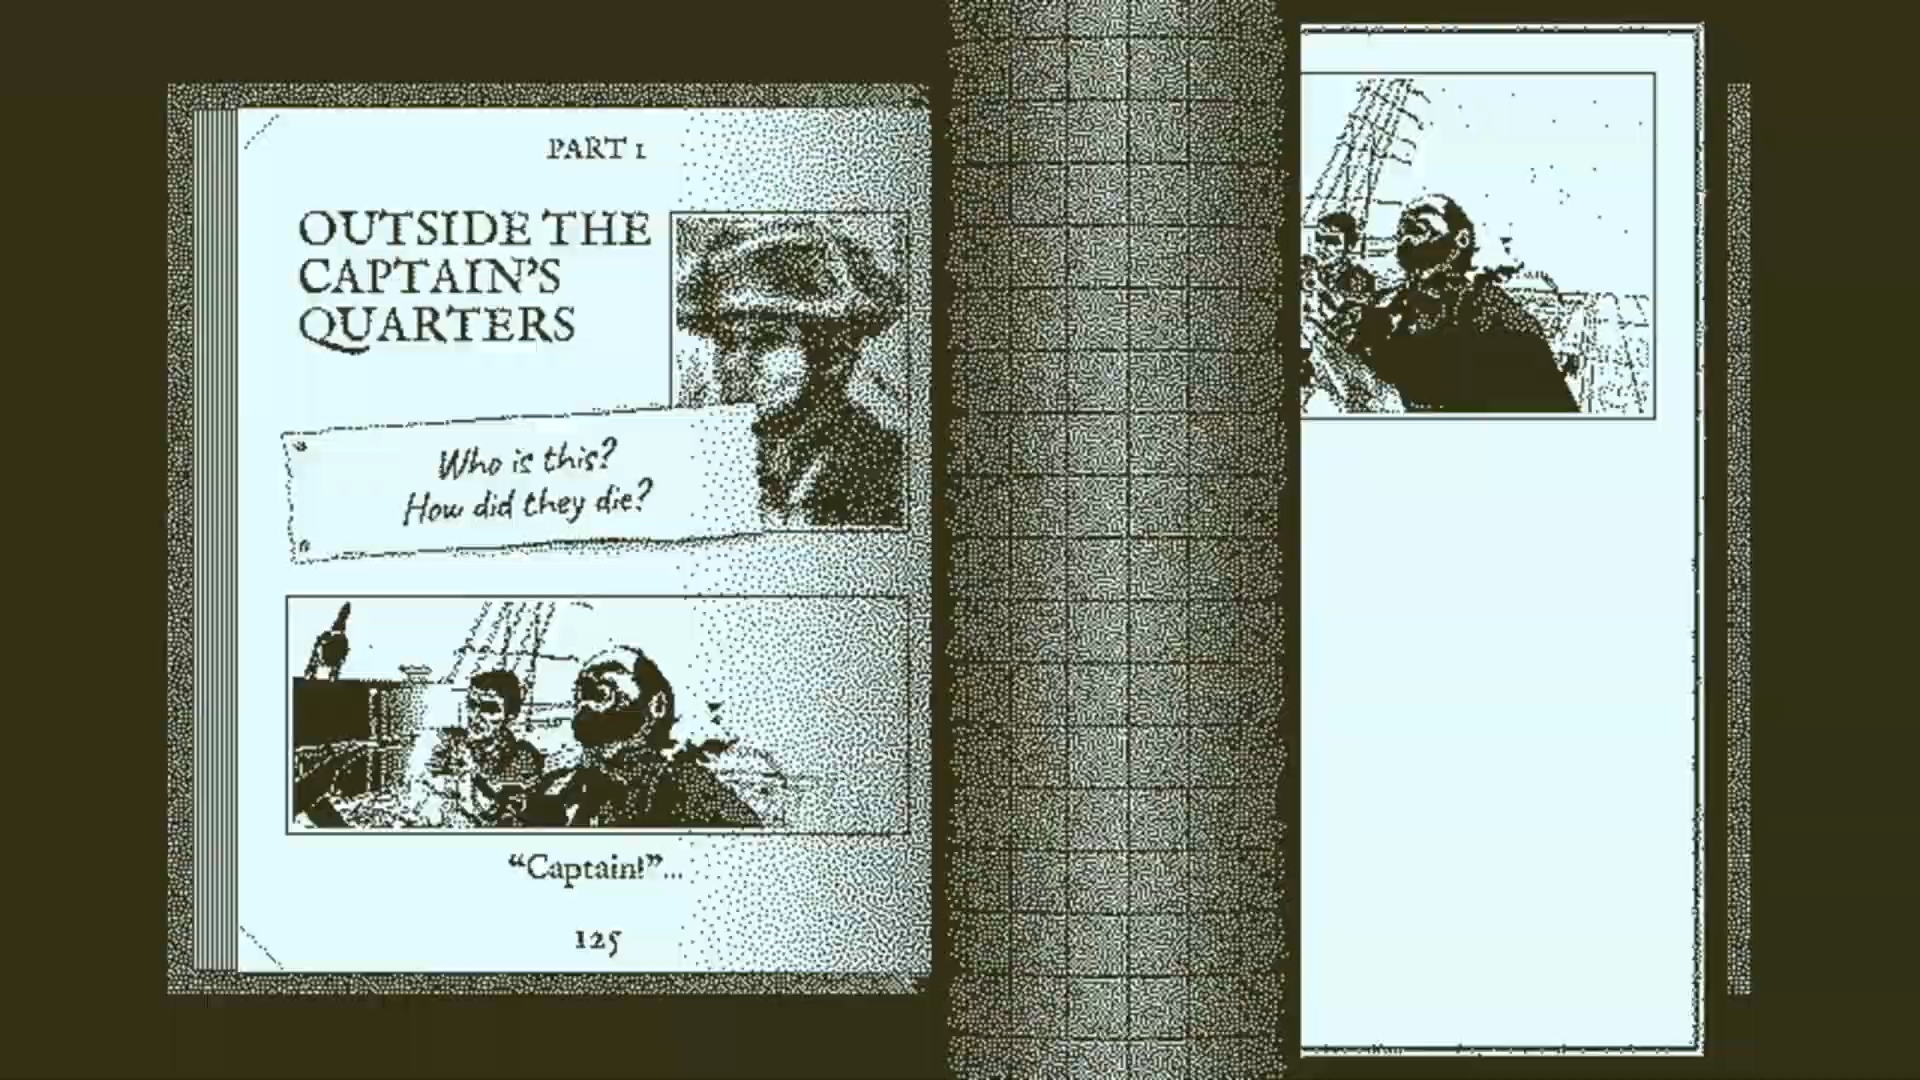 PART 1
OUTSIDE THE
CAPTAIN'S
QUARTERS
Who is this?
How did they die?
“Captain!”...
125